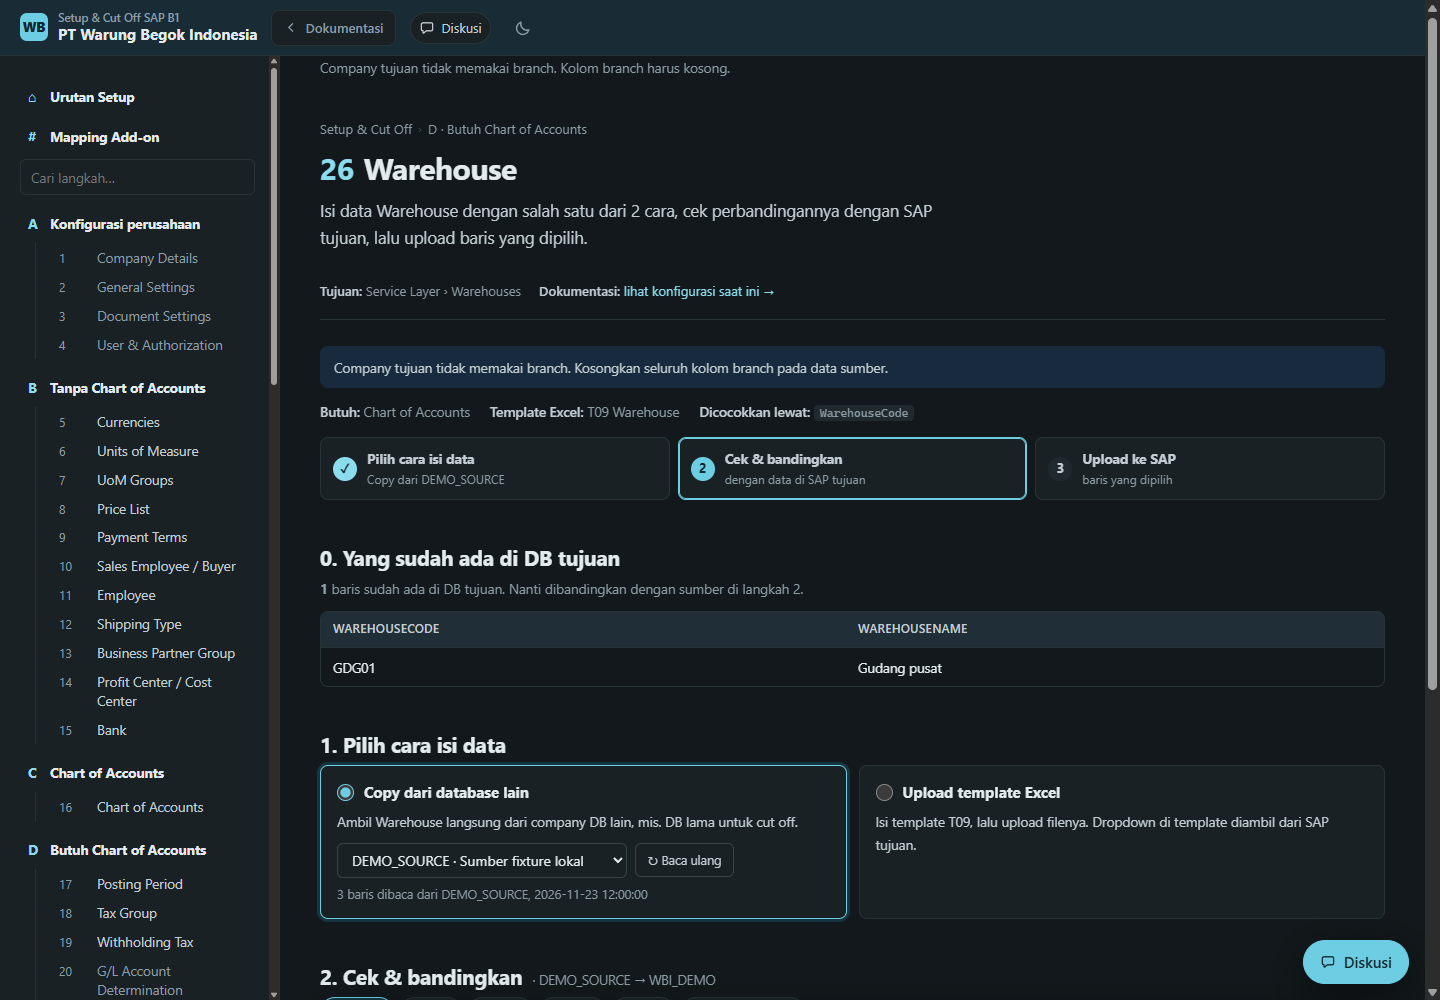 WB
Setup & Cut Off SAP B1
PT Warung Begok Indonesia
Dokumentasi
Diskusi
Urutan Setup
# Mapping Add-on
Cari langkah...
A Konfigurasi perusahaan
1 Company Details
2 General Settings
3 Document Settings
4 User & Authorization
B Tanpa Chart of Accounts
5 Currencies
6 Units of Measure
7 UoM Groups
8 Price List
9 Payment Terms
10 Sales Employee / Buyer
11 Employee
12 Shipping Type
13 Business Partner Group
14 Profit Center / Cost
Center
15 Bank
C Chart of Accounts
16 Chart of Accounts
D Butuh Chart of Accounts
17 Posting Period
18 Tax Group
19 Withholding Tax
20 G/L Account
Determination
Company tujuan tidak memakai branch. Kolom branch harus kosong.
Setup & Cut Off › D · Butuh Chart of Accounts
26 Warehouse
Isi data Warehouse dengan salah satu dari 2 cara, cek perbandingannya dengan SAP
tujuan, lalu upload baris yang dipilih.
Tujuan: Service Layer › Warehouses Dokumentasi: lihat konfigurasi saat ini →
Company tujuan tidak memakai branch. Kosongkan seluruh kolom branch pada data sumber.
Butuh: Chart of Accounts Template Excel: T09 Warehouse Dicocokkan lewat: WarehouseCode
✓ Pilih cara isi data
Copy dari DEMO_SOURCE
2 Cek & bandingkan
dengan data di SAP tujuan
3 Upload ke SAP
baris yang dipilih
0. Yang sudah ada di DB tujuan
1 baris sudah ada di DB tujuan. Nanti dibandingkan dengan sumber di langkah 2.
WAREHOUSECODE WAREHOUSENAME
GDG01 Gudang pusat
1. Pilih cara isi data
Copy dari database lain
Ambil Warehouse langsung dari company DB lain, mis. DB lama untuk cut off.
DEMO_SOURCE · Sumber fixture lokal
↻ Baca ulang
3 baris dibaca dari DEMO_SOURCE, 2026-11-23 12:00:00
Upload template Excel
Isi template T09, lalu upload filenya. Dropdown di template diambil dari SAP
tujuan.
2. Cek & bandingkan · DEMO_SOURCE → WBI_DEMO
Diskusi